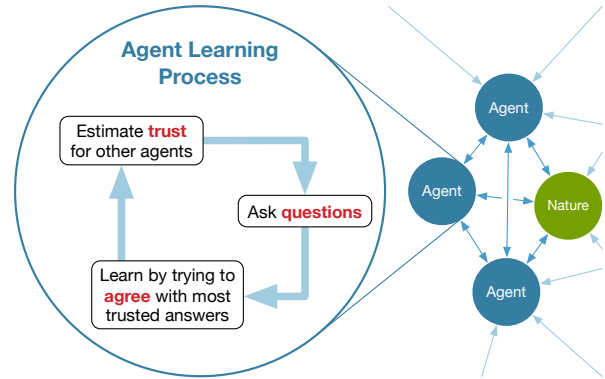 Agent Learning
Process
Estimate trust
for other agents
Ask questions
Learn by trying to
agree with most
trusted answers
Agent
Agent
Nature
Agent